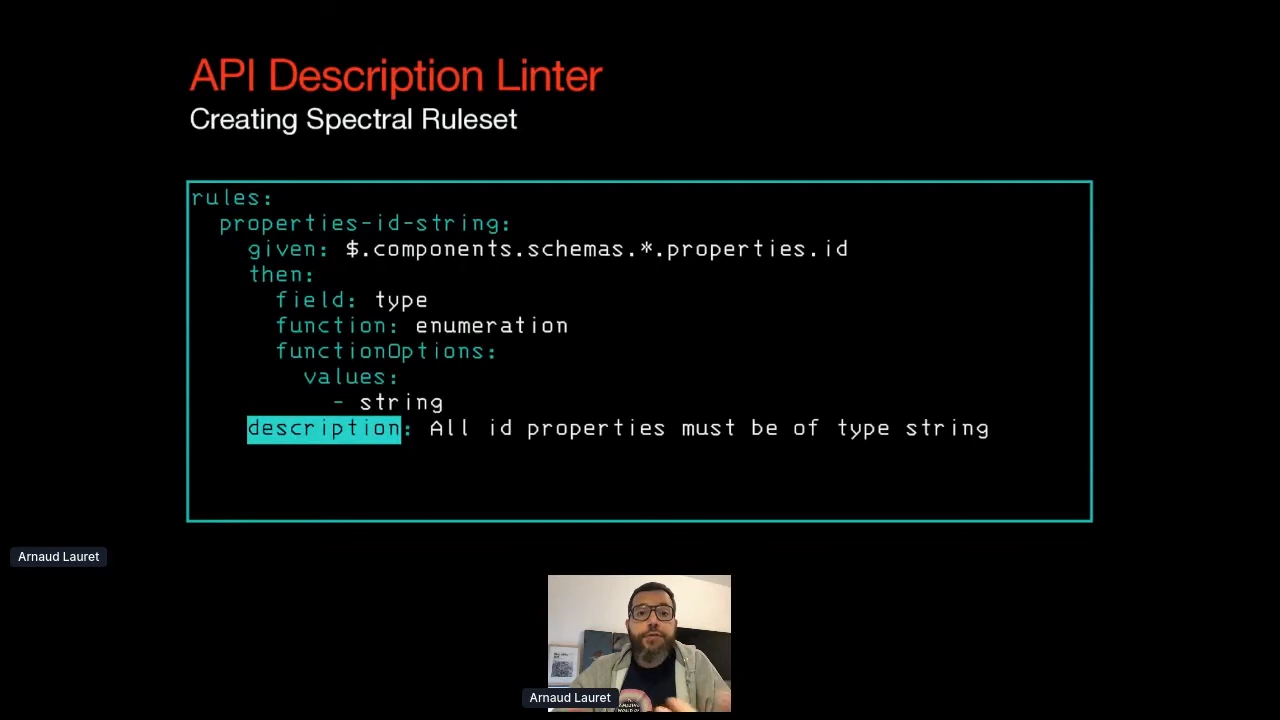 API Description Linter
Creating Spectral Ruleset
rules:
  properties-id-string:
    given: $.components.schemas.*.properties.id
    then:
      field: type
      function: enumeration
      functionOptions:
        values:
          - string
    description: All id properties must be of type string
Arnaud Lauret
Arnaud Lauret